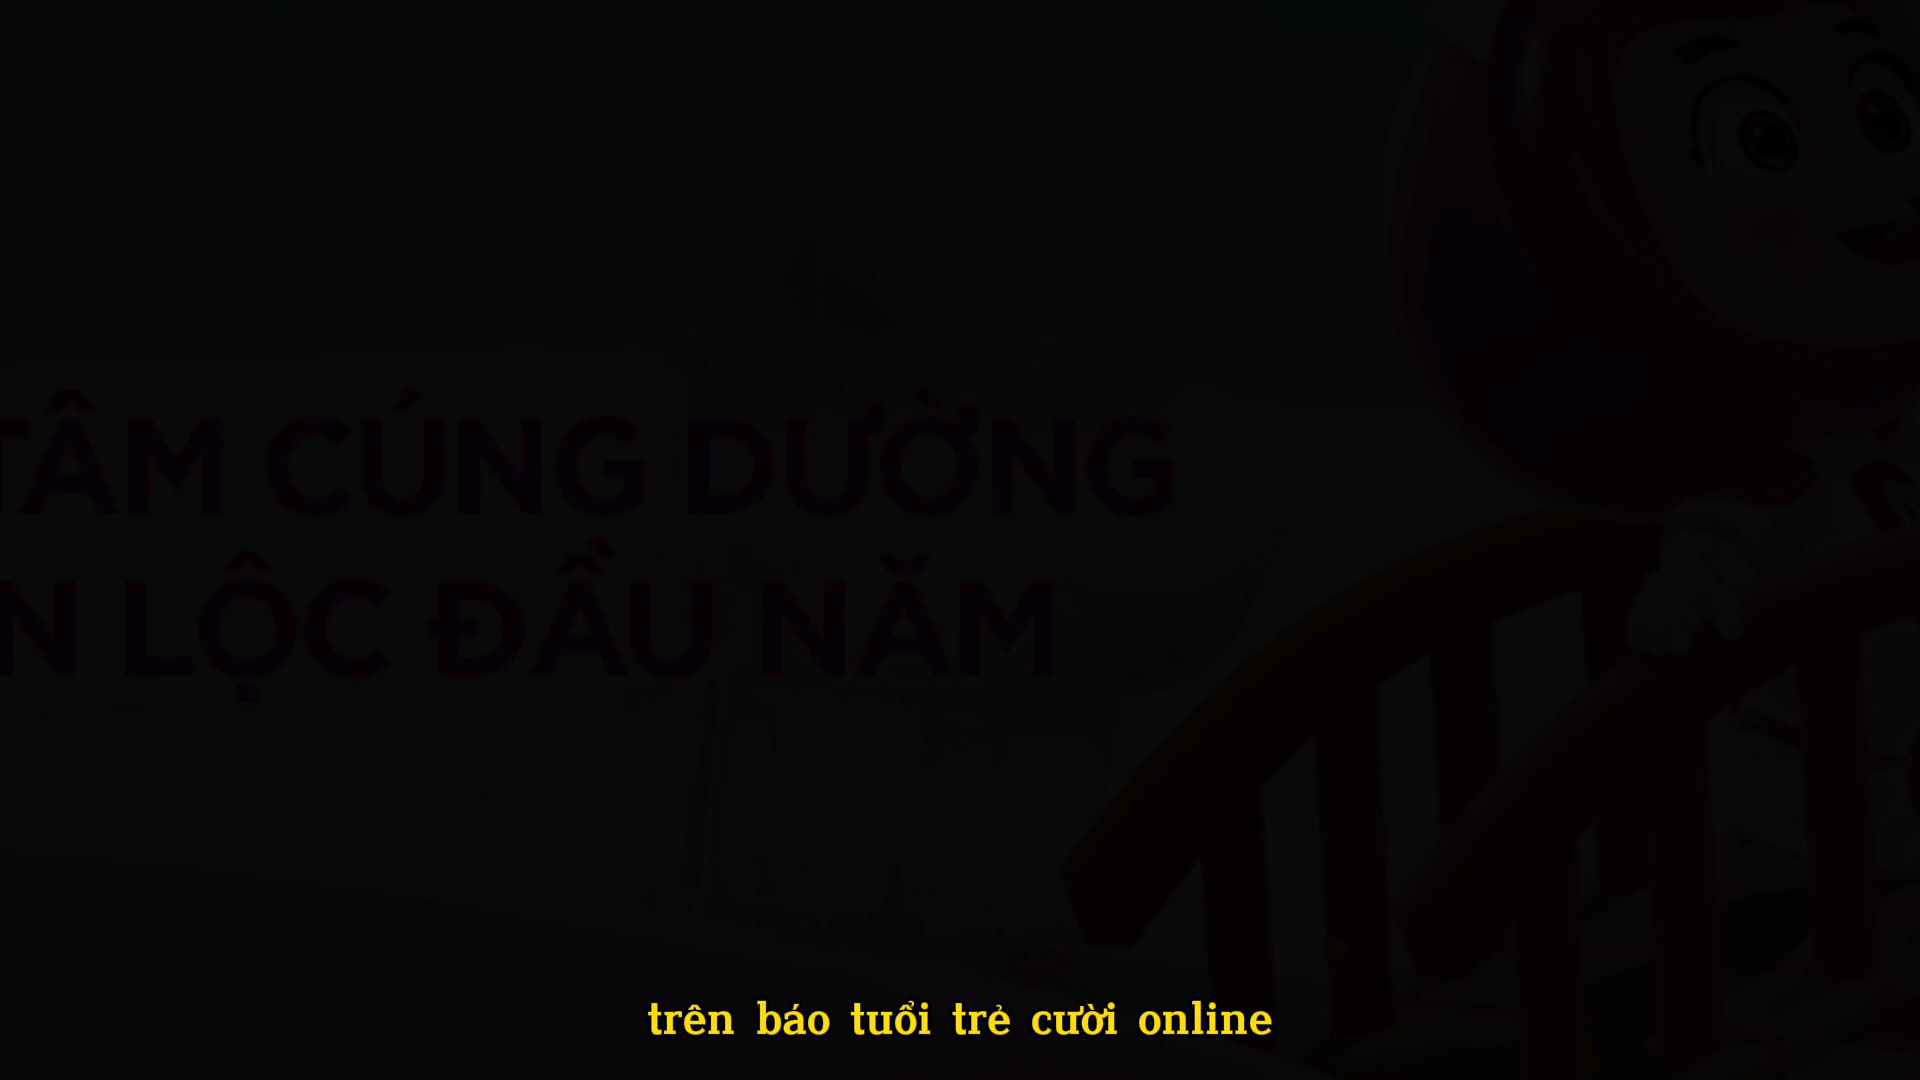 TÂM CÚNG DƯỜNG
N LỘC ĐẦU NĂM
trên báo tuổi trẻ cười online